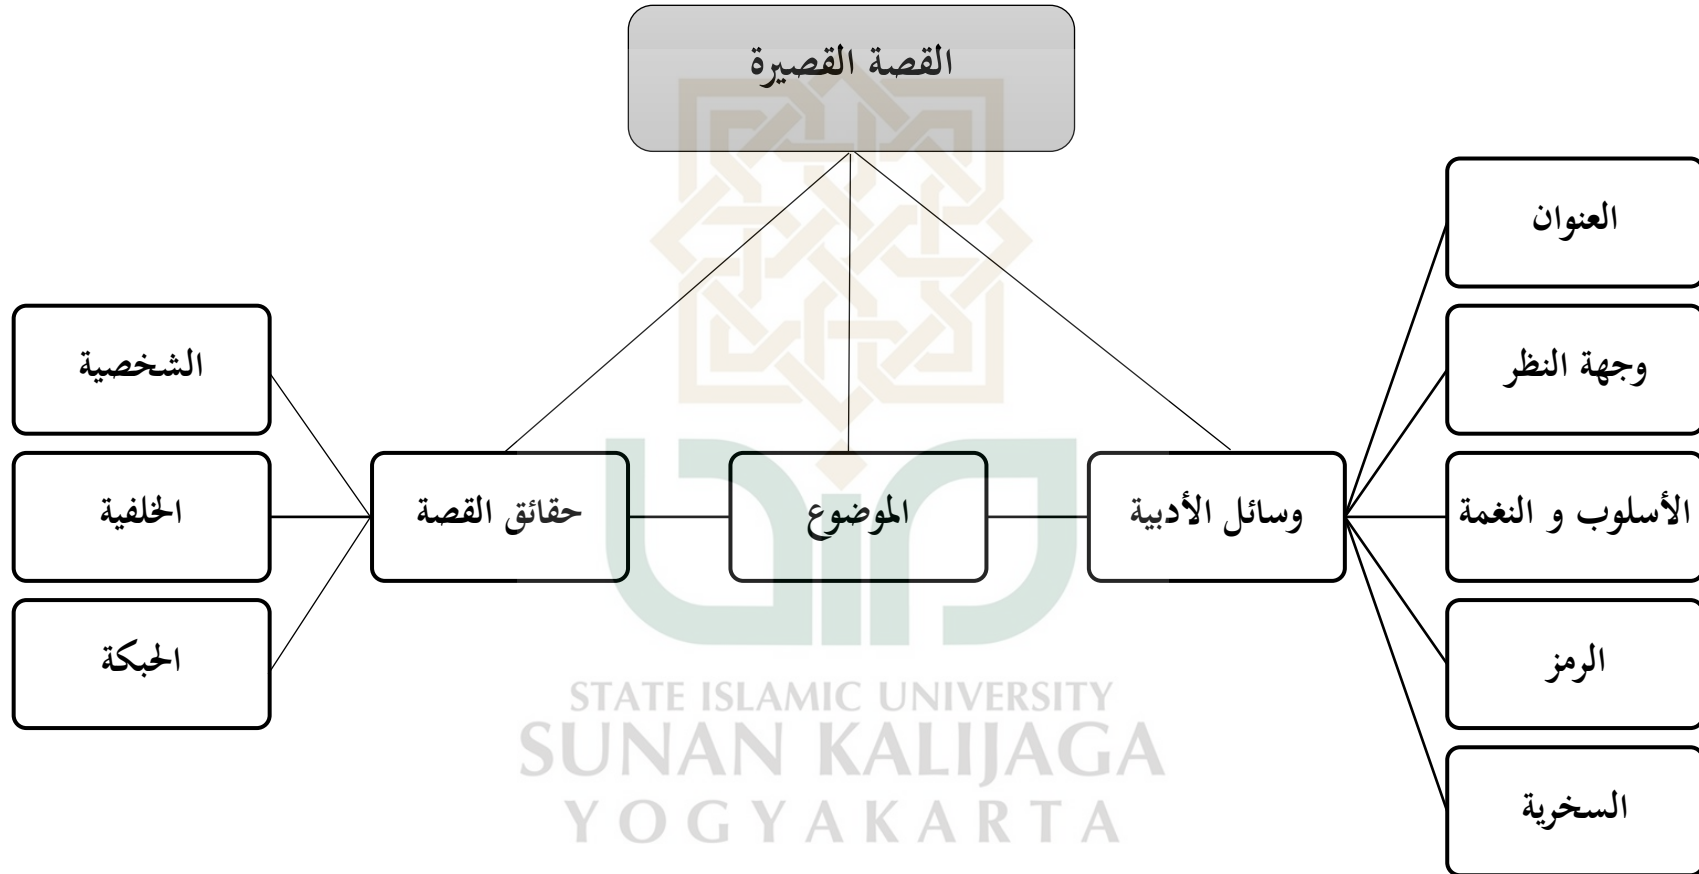 القصة القصيرة
العنوان
وجهة النظر
الشخصية
الأسلوب و النغمة
وسائل الأدبية
الموضوع
حقائق القصة
الخلفية
الرمز
الحبكة
السخرية
STATE ISLAMIC UNIVERSITY
SUNAN KALIJAGA
YOGYAKARTA